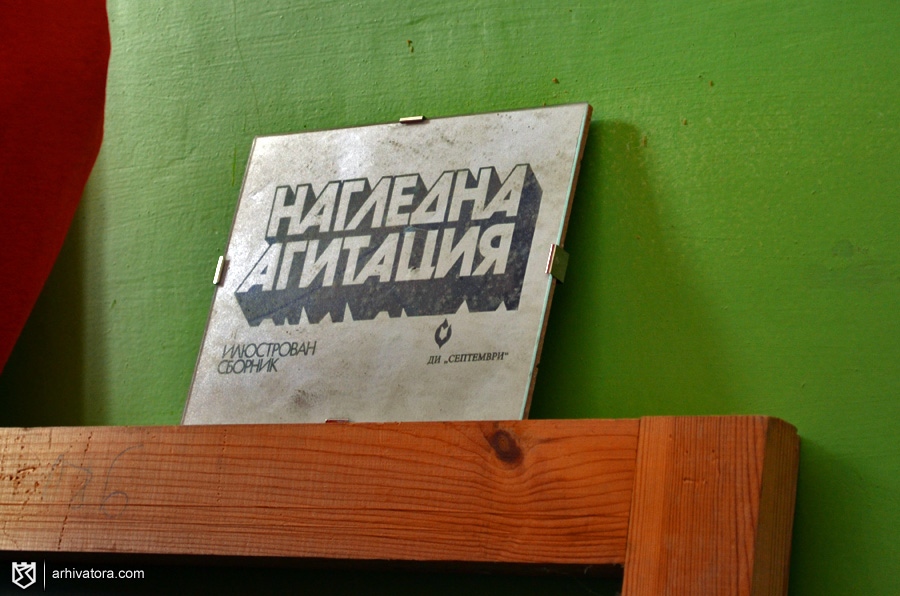 НАГЛЕДНА
АГИТАЦИЯ
ИЛЮСТРОВАН
СБОРНИК
ДИ „СЕПТЕМВРИ“
arhivatora.com